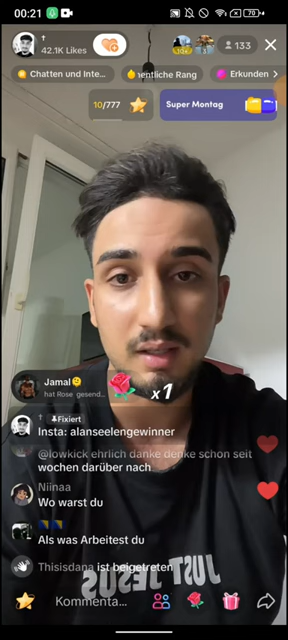 00:21
70
†
42.1K Likes
10+
133
Chatten und Inte...
entliche Rang
Erkunden
10/777
Super Montag
Jamal🫠
hat Rose gesend...
x1
† Fixiert
Insta: alanseelengewinner
@lowkick ehrlich danke denke schon seit
wochen darüber nach
Niinaa
Wo warst du
Als was Arbeitest du
Thisisdana ist beigetreten
JUST JESUS
Kommenta...